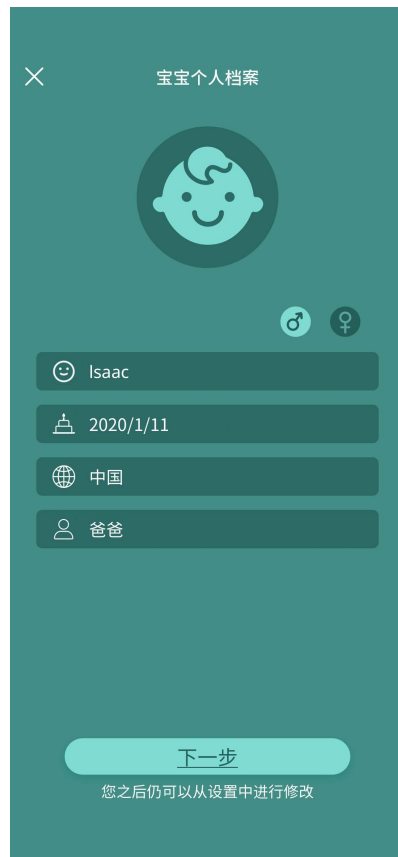 宝宝个人档案
Isaac
2020/1/11
中国
爸爸
下一步
您之后仍可以从设置中进行修改